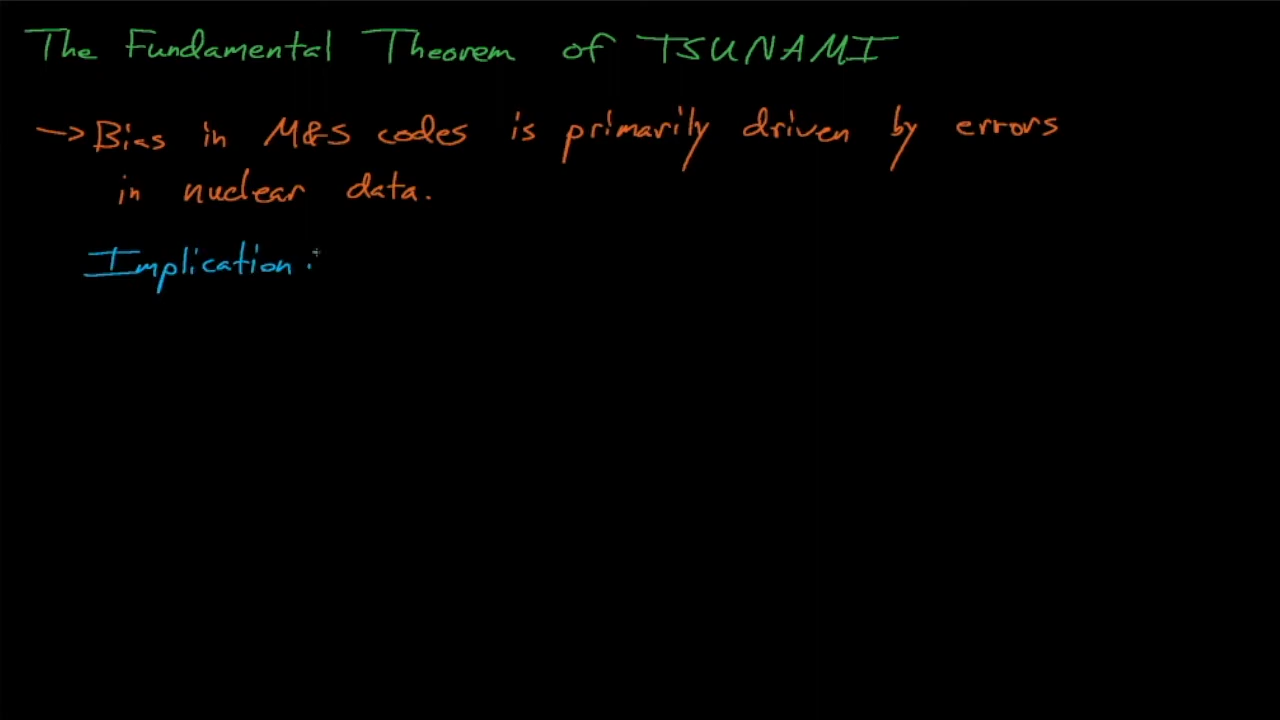 The Fundamental Theorem of TSUNAMI
→ Bias in M&S codes is primarily driven by errors
in nuclear data.
Implication: